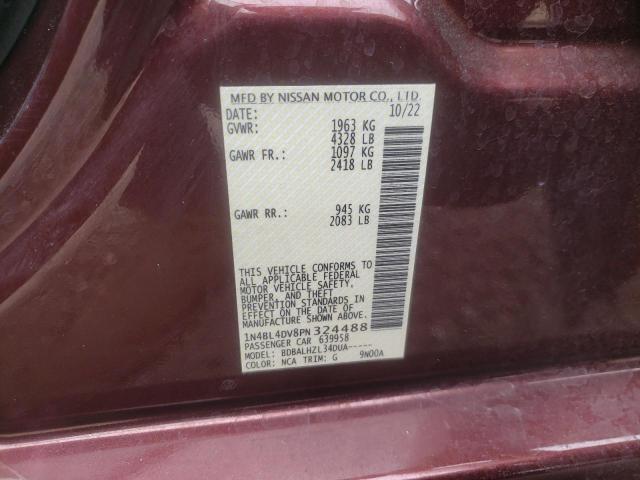 MFD BY NISSAN MOTOR CO., LTD.
DATE: 10/22
GVWR: 1963 KG
4328 LB
GAWR FR.: 1097 KG
2418 LB
GAWR RR.: 945 KG
2083 LB
THIS VEHICLE CONFORMS TO
ALL APPLICABLE FEDERAL
MOTOR VEHICLE SAFETY,
BUMPER, AND THEFT
PREVENTION STANDARDS IN
EFFECT ON THE DATE OF
MANUFACTURE SHOWN ABOVE.
1N4BL4DV8PN324488
PASSENGER CAR 639958
MODEL: BDBALHZL34DUA-----
COLOR: NCA TRIM: G 9N00A